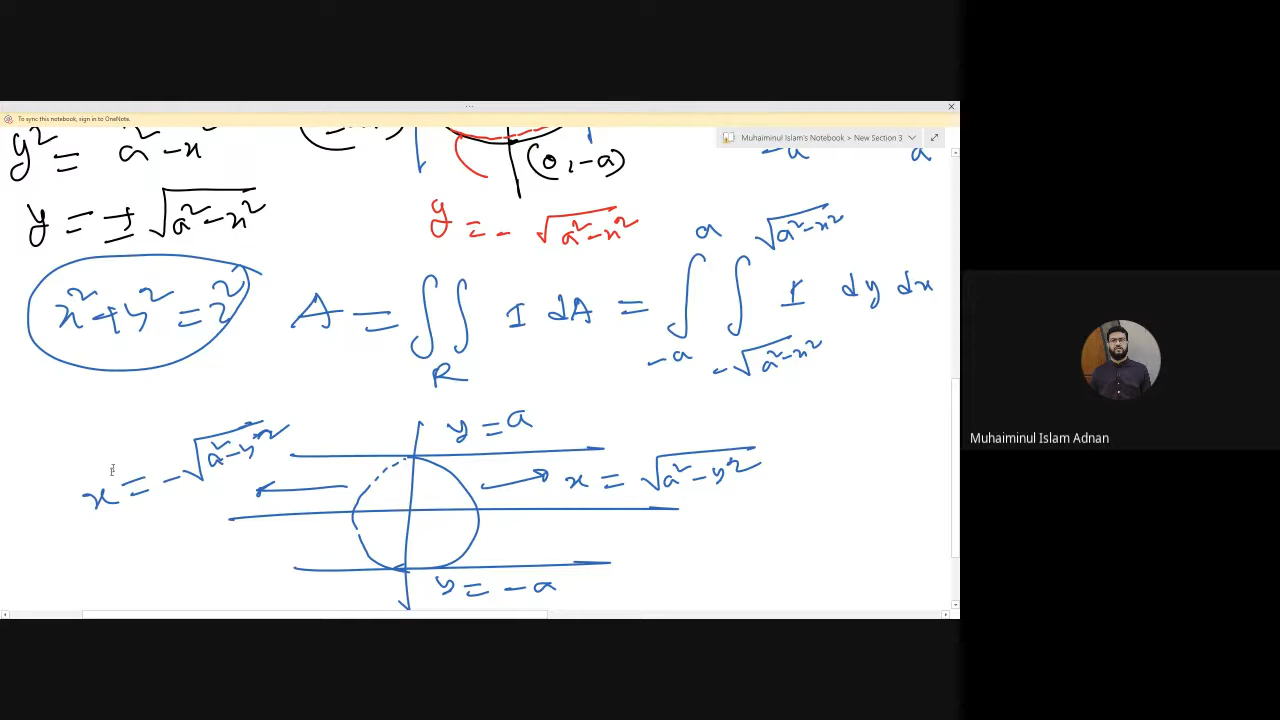 To sync this notebook, sign in to OneNote.
Muhaiminul Islam's Notebook > New Section 3
y² = a² − x²
(0, −a)
−a a
y = ± √(a² − x²)
y = − √(a² − x²)
x² + y² = 2²
A = ∬_R 1 dA = ∫_{−a}^{a} ∫_{−√(a² − x²)}^{√(a² − x²)} 1 dy dx
y = a
x = − √(a² − y²)
x = √(a² − y²)
y = − a
Muhaiminul Islam Adnan